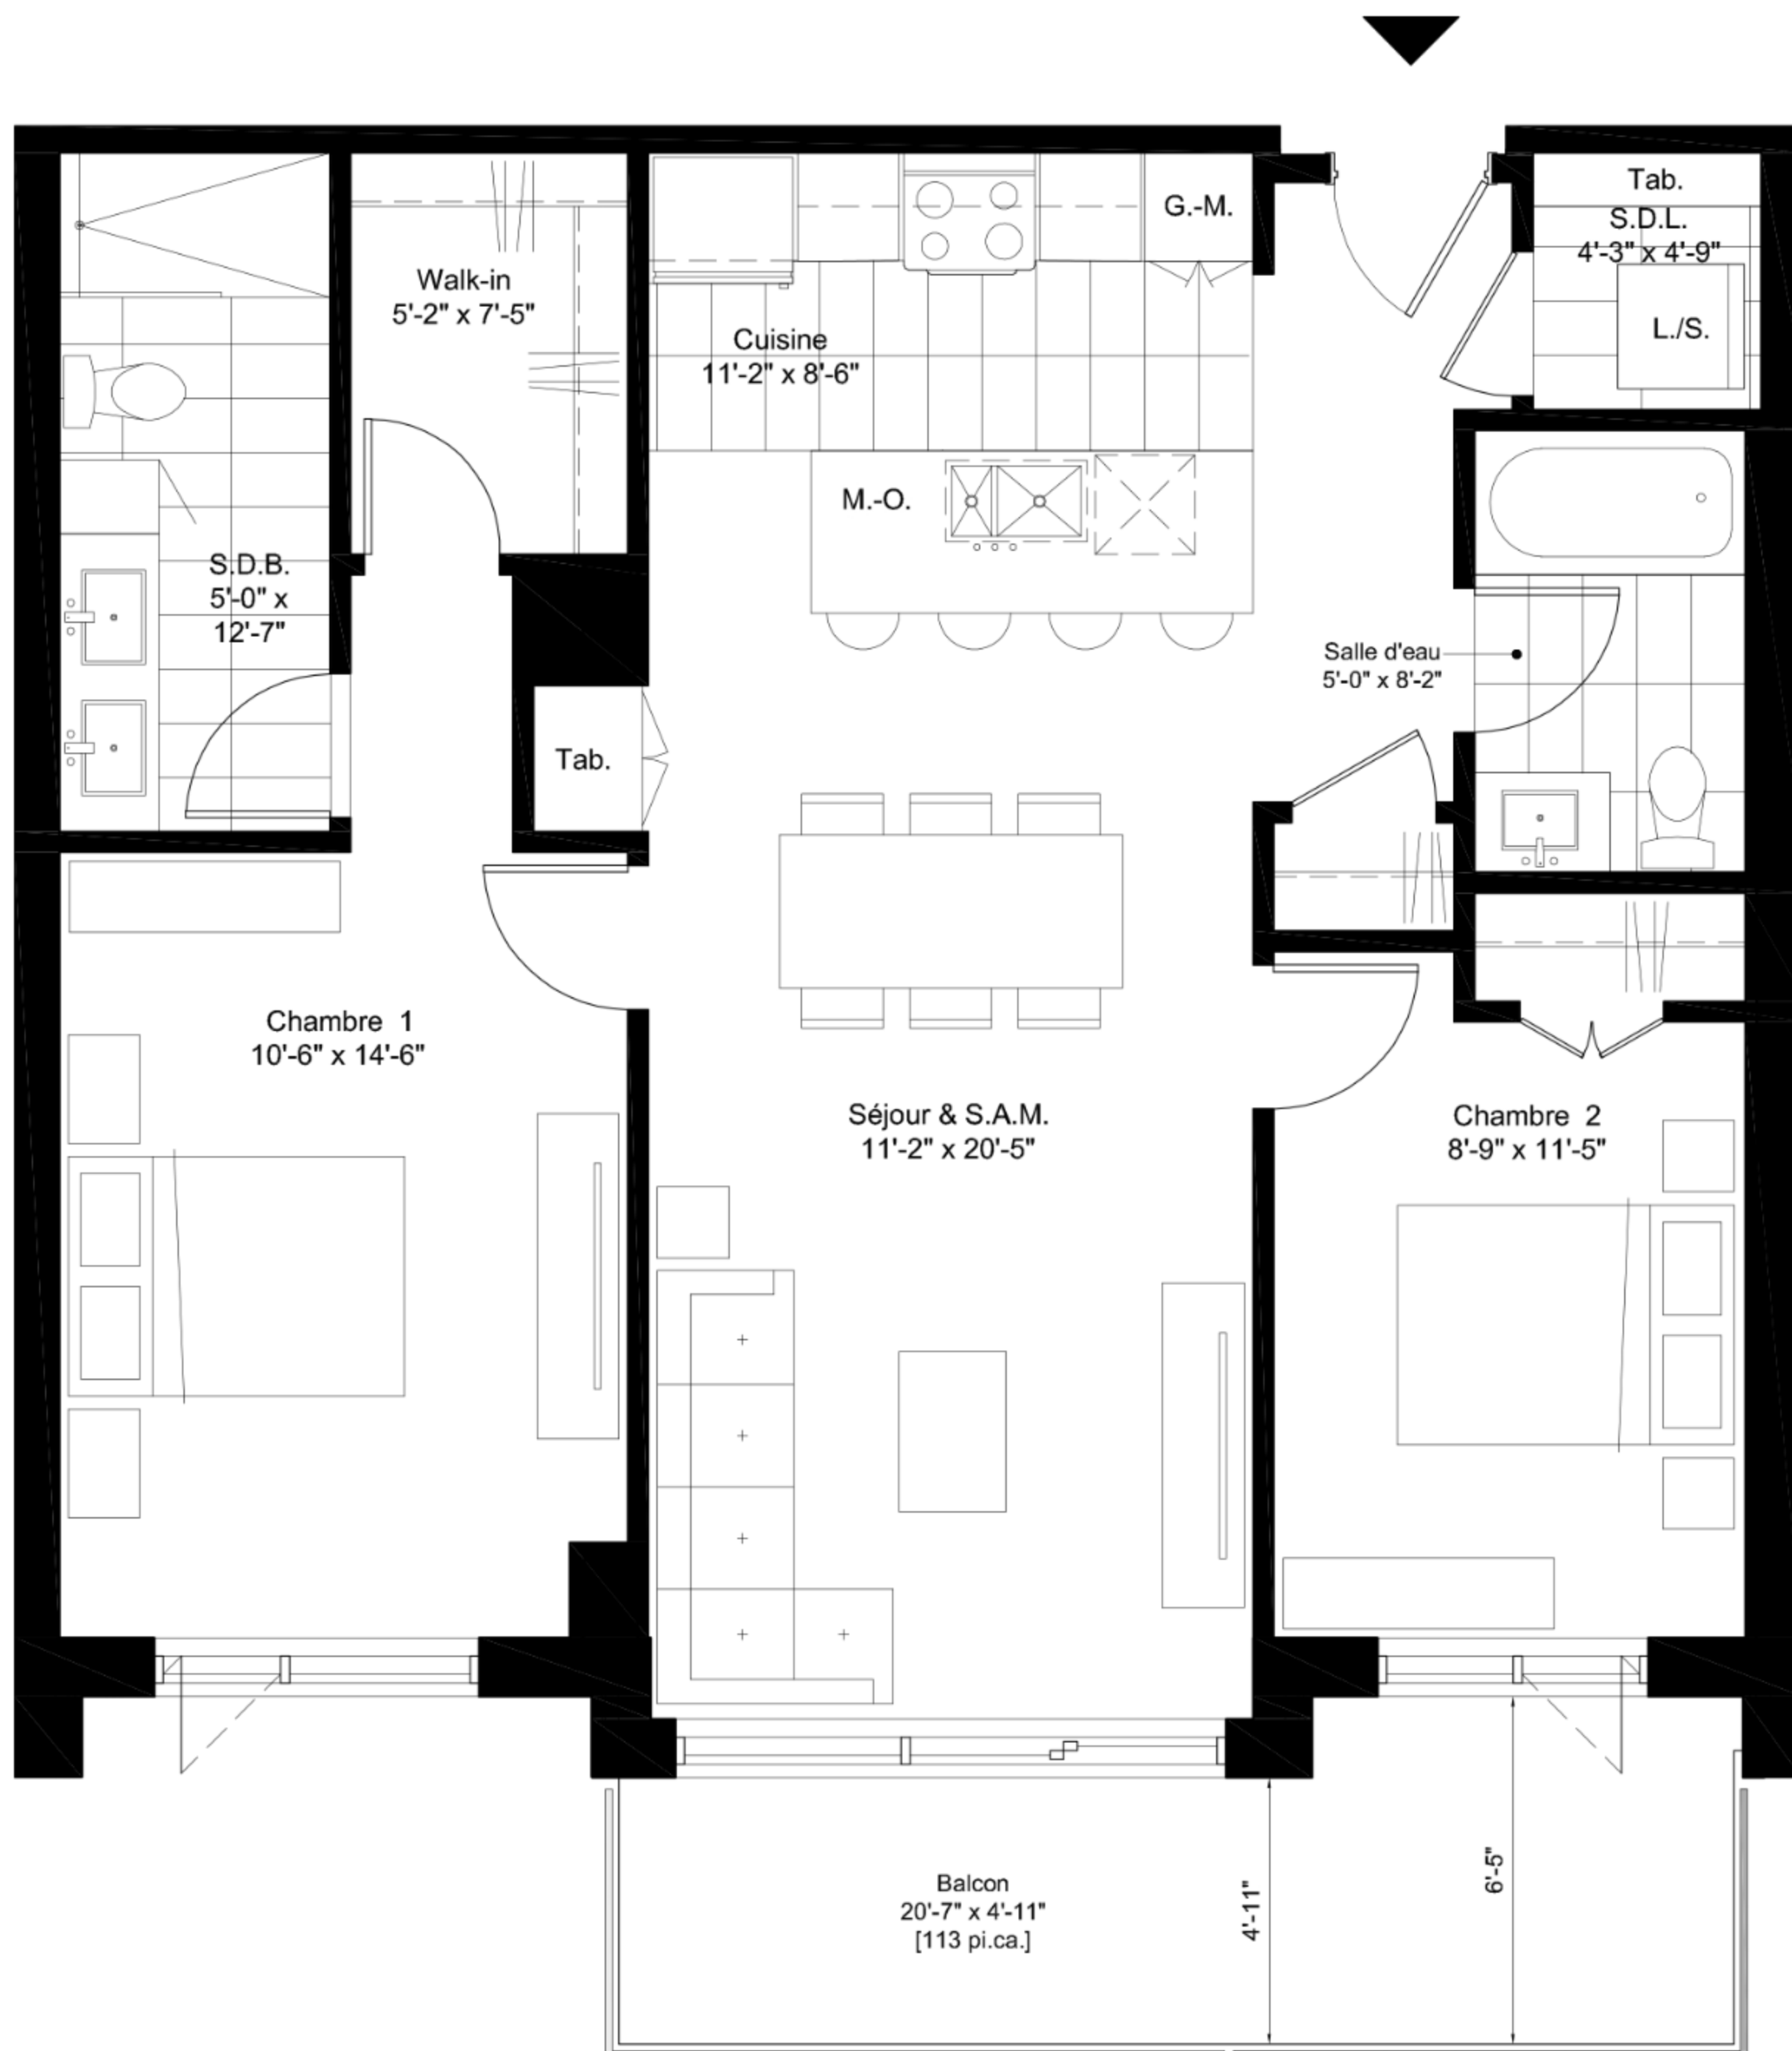 Tab.
S.D.L.
4'-3" x 4'-9"
L./S.
G.-M.
Walk-in
5'-2" x 7'-5"
Cuisine
11'-2" x 8'-6"
M.-O.
S.D.B.
5'-0" x
12'-7"
Salle d'eau
5'-0" x 8'-2"
Tab.
Chambre 1
10'-6" x 14'-6"
Séjour & S.A.M.
11'-2" x 20'-5"
Chambre 2
8'-9" x 11'-5"
Balcon
20'-7" x 4'-11"
[113 pi.ca.]
4'-11"
6'-5"